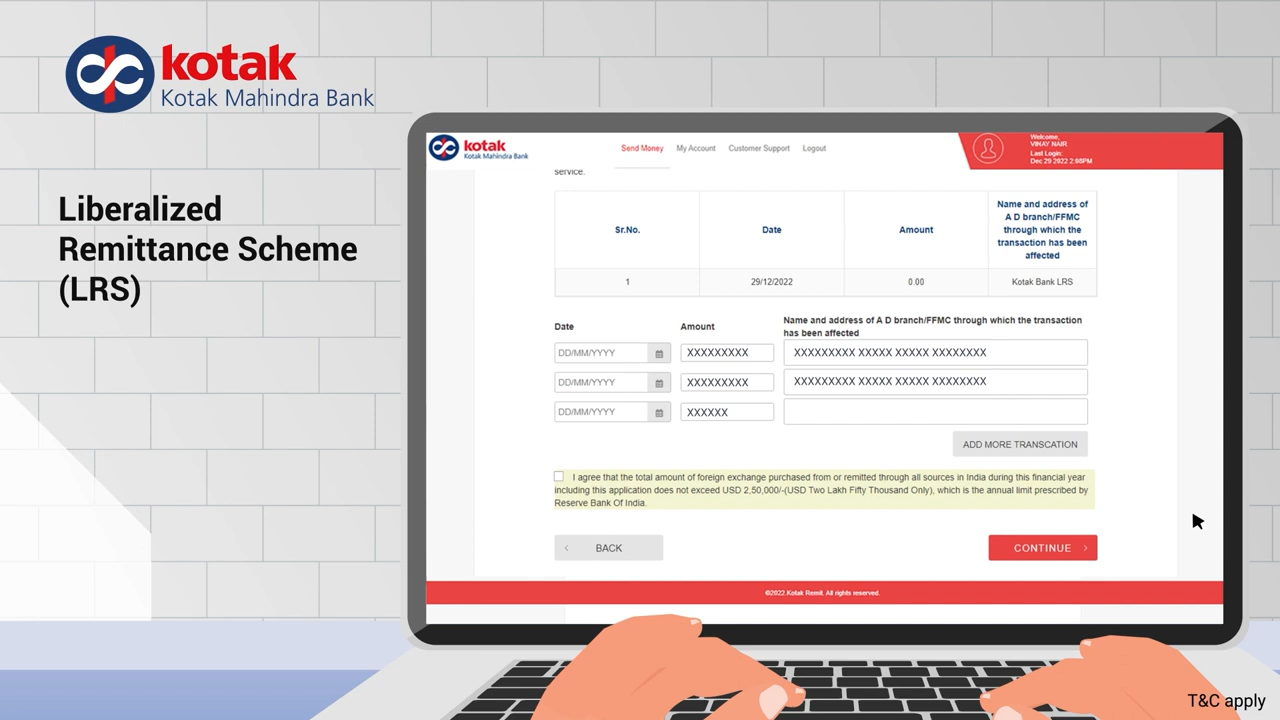 kotak
Kotak Mahindra Bank
Liberalized
Remittance Scheme
(LRS)
kotak
Kotak Mahindra Bank
Send Money My Account Customer Support Logout
Welcome,
VINAY NAIR
Last Login:
Dec 29 2022 2:08PM
service.
Sr.No. Date Amount
Name and address of
A D branch/FFMC
through which the
transaction has been
affected
1 29/12/2022 0.00 Kotak Bank LRS
Date Amount
Name and address of A D branch/FFMC through which the transaction
has been affected
DD/MM/YYYY XXXXXXXXX XXXXXXXXX XXXXX XXXXX XXXXXXXX
DD/MM/YYYY XXXXXXXXX XXXXXXXXX XXXXX XXXXX XXXXXXXX
DD/MM/YYYY XXXXXX
ADD MORE TRANSCATION
I agree that the total amount of foreign exchange purchased from or remitted through all sources in India during this financial year
including this application does not exceed USD 2,50,000/-(USD Two Lakh Fifty Thousand Only), which is the annual limit prescribed by
Reserve Bank Of India.
BACK CONTINUE
©2022.Kotak Remit. All rights reserved.
T&C apply